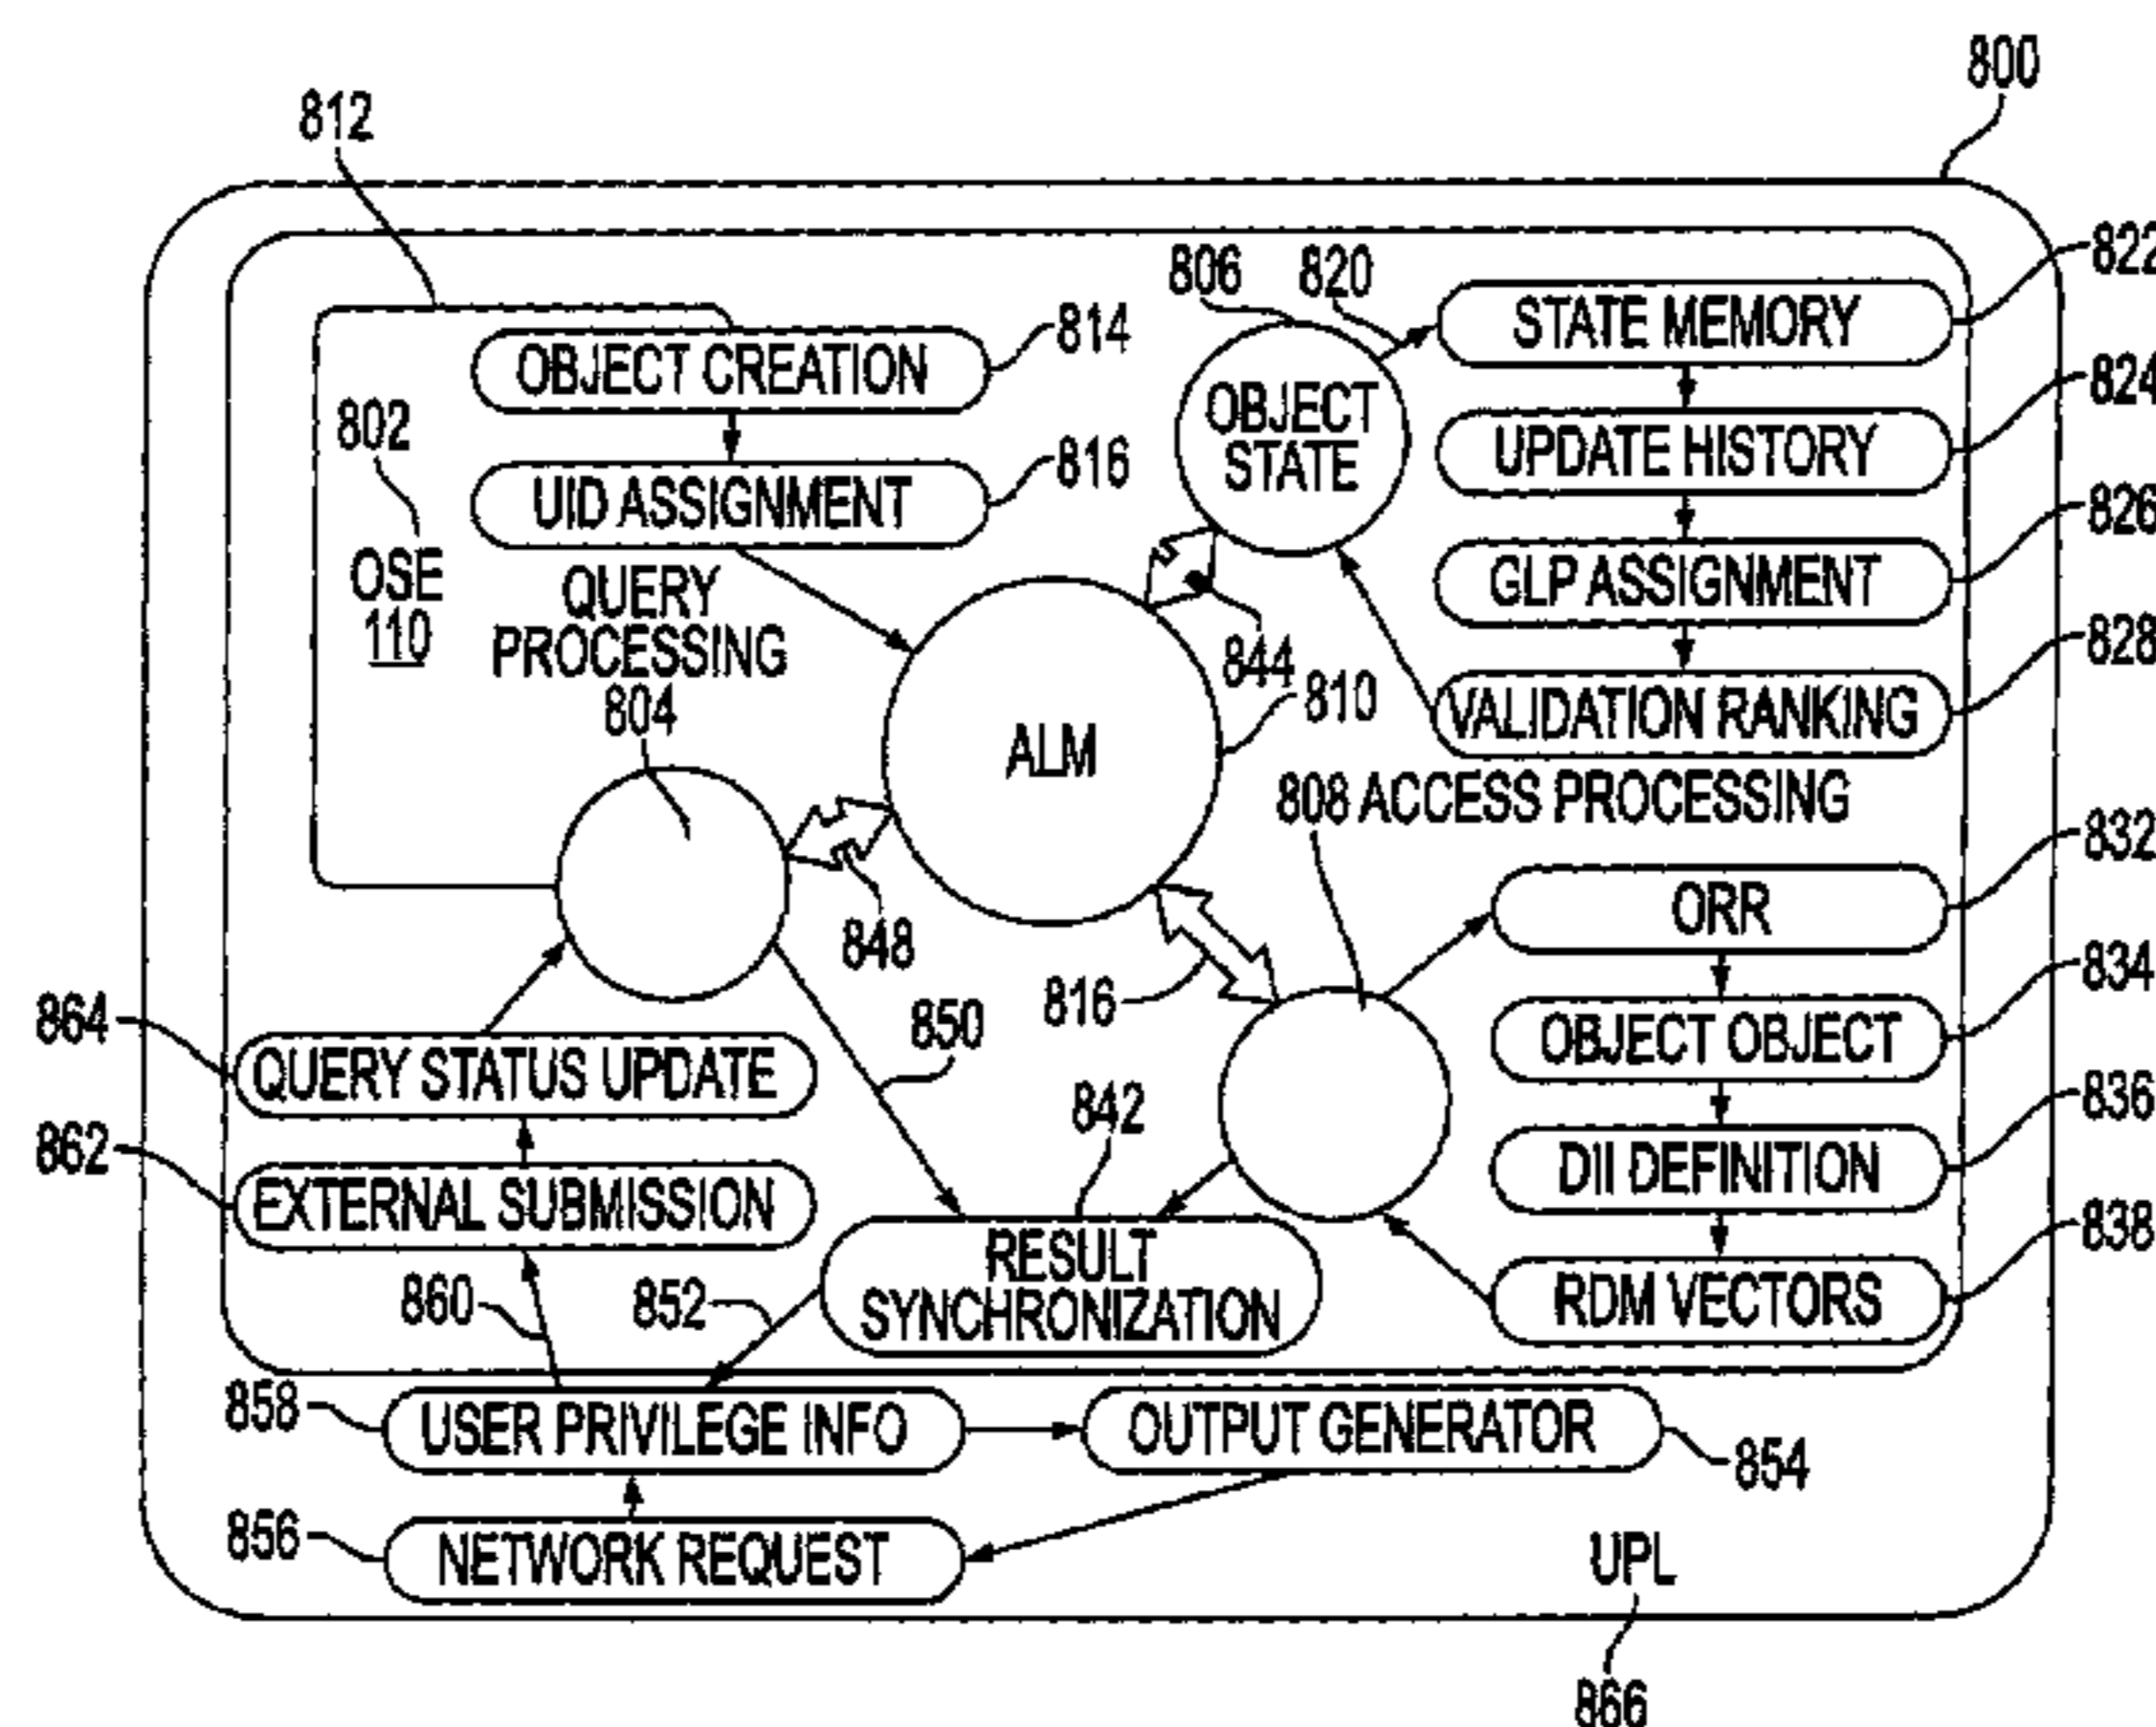 800
812
806
820
822
OBJECT CREATION
814
STATE MEMORY
824
802
OBJECT
STATE
UPDATE HISTORY
UID ASSIGNMENT
816
826
OSE
110
QUERY
PROCESSING
804
GLP ASSIGNMENT
844
828
810
VALIDATION RANKING
ALM
808 ACCESS PROCESSING
832
848
ORR
816
834
864
850
OBJECT OBJECT
QUERY STATUS UPDATE
842
836
862
DII DEFINITION
EXTERNAL SUBMISSION
RESULT
SYNCHRONIZATION
838
860
852
RDM VECTORS
858
USER PRIVILEGE INFO
OUTPUT GENERATOR
854
856
NETWORK REQUEST
UPL
866